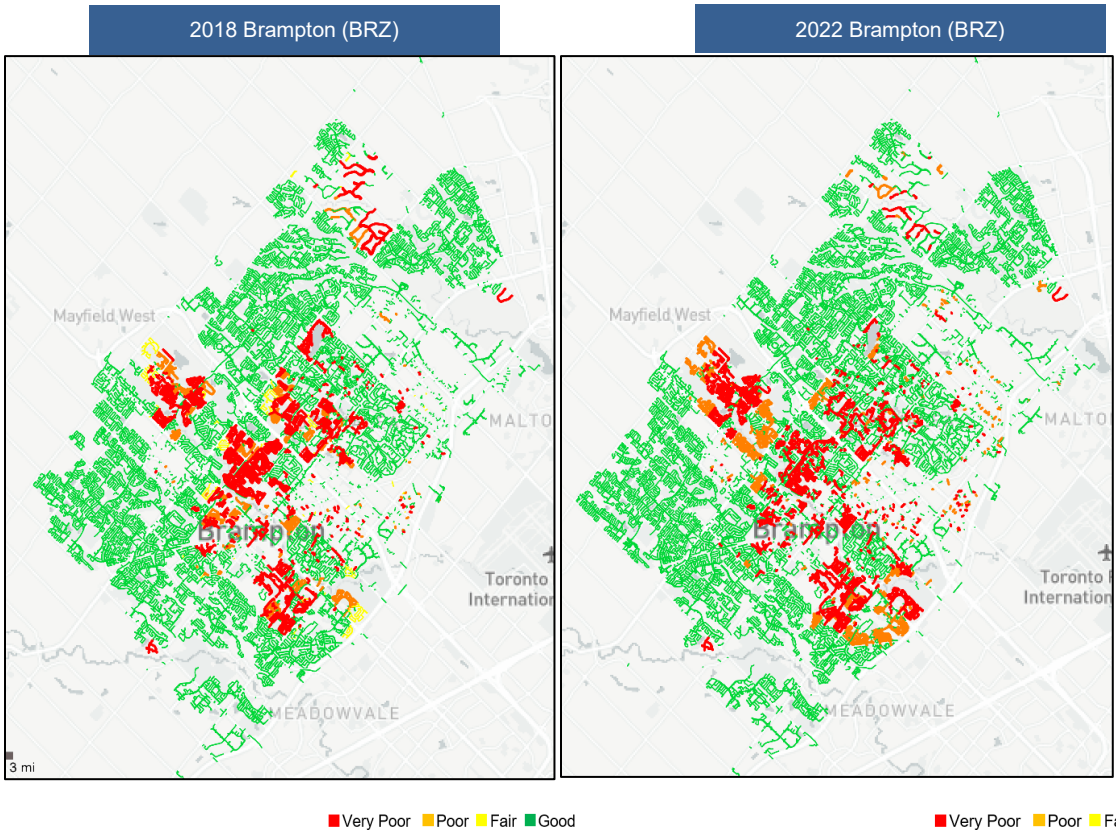 2018 Brampton (BRZ)
2022 Brampton (BRZ)
Mayfield West
MALTO
Brampton
Toronto
Internation
MEADOWVALE
3 mi
Mayfield West
MALTO
Brampton
Toronto
Internation
MEADOWVALE
Very Poor Poor Fair Good
Very Poor Poor